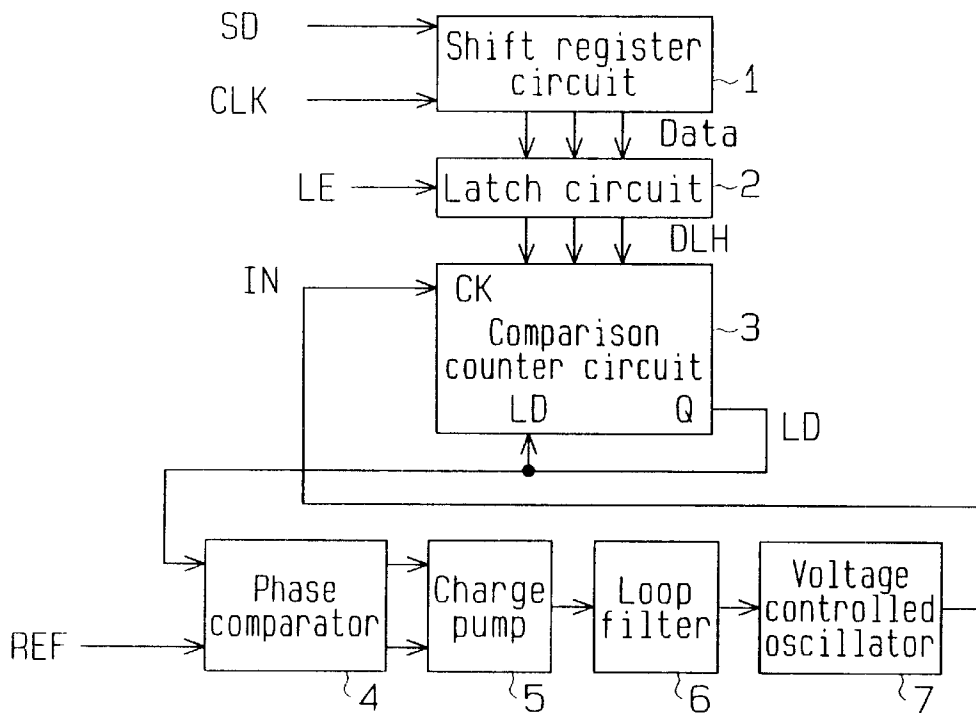 SD
Shift register
circuit
1
CLK
Data
LE
Latch circuit
2
DLH
IN
CK
Comparison
counter circuit
3
LD
Q
LD
Phase
comparator
Charge
pump
Loop
filter
Voltage
controlled
oscillator
REF
4
5
6
7